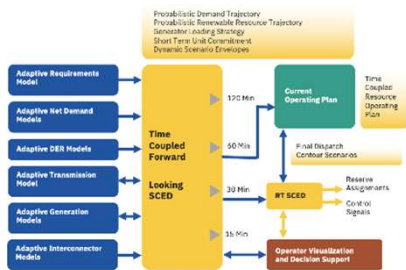 Probabilistic Demand Trajectory
Probabilistic Renewable Resource Trajectory
Generator Loading Strategy
Short Term Unit Commitment
Dynamic Scenario Envelopes
Adaptive Requirements
Model
Adaptive Net Demand
Models
Adaptive DER Models
Adaptive Transmission
Model
Adaptive Generation
Models
Adaptive Interconnector
Models
Time
Coupled
Forward
Looking
SCED
120 Min
60 Min
30 Min
15 Min
Current
Operating Plan
Time
Coupled
Resource
Operating
Plan
Final Dispatch
Contour Scenarios
RT SCED
Reserve
Assignments
Control
Signals
Operator Visualization
and Decision Support